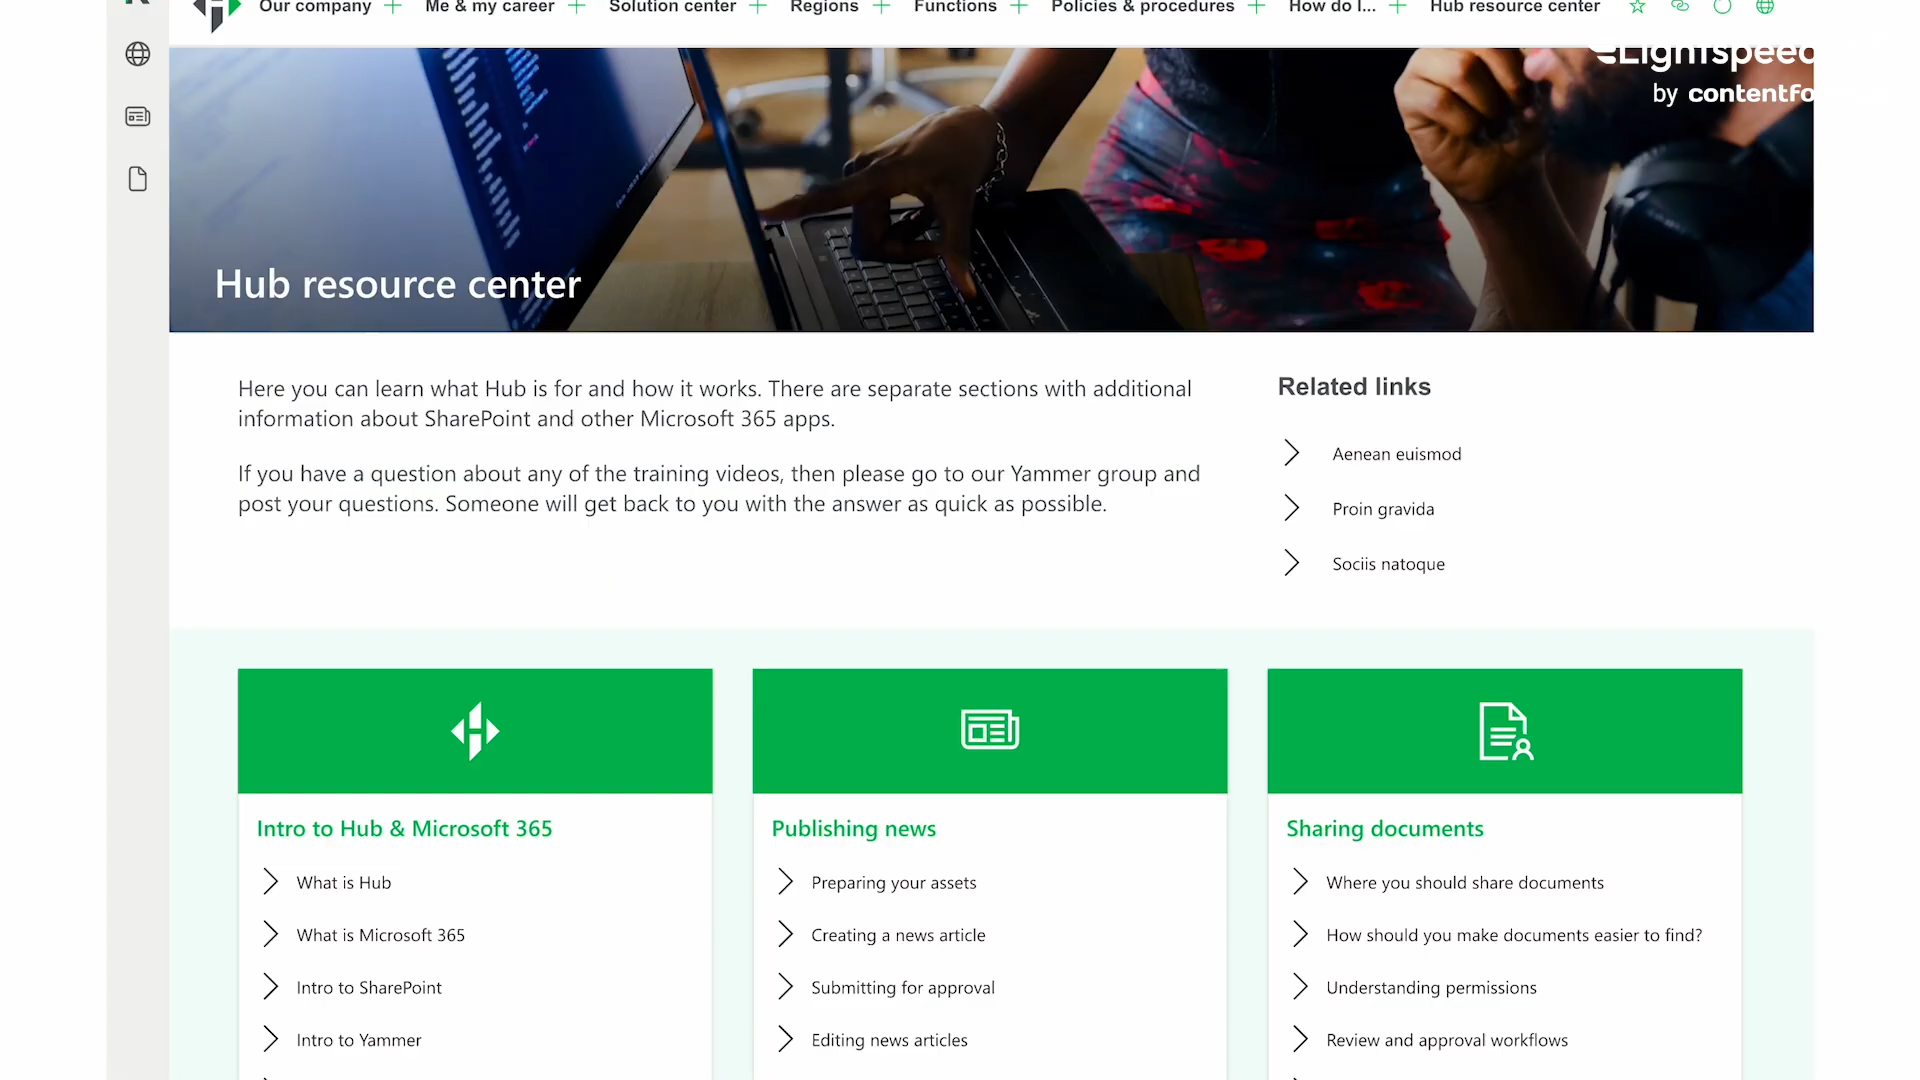 Our company
Me & my career
Solution center
Regions
Functions
Policies & procedures
How do I...
Hub resource center
Lightspeed
by contentfo
Hub resource center
Here you can learn what Hub is for and how it works. There are separate sections with additional
information about SharePoint and other Microsoft 365 apps.
If you have a question about any of the training videos, then please go to our Yammer group and
post your questions. Someone will get back to you with the answer as quick as possible.
Related links
Aenean euismod
Proin gravida
Sociis natoque
Intro to Hub & Microsoft 365
What is Hub
What is Microsoft 365
Intro to SharePoint
Intro to Yammer
Publishing news
Preparing your assets
Creating a news article
Submitting for approval
Editing news articles
Sharing documents
Where you should share documents
How should you make documents easier to find?
Understanding permissions
Review and approval workflows